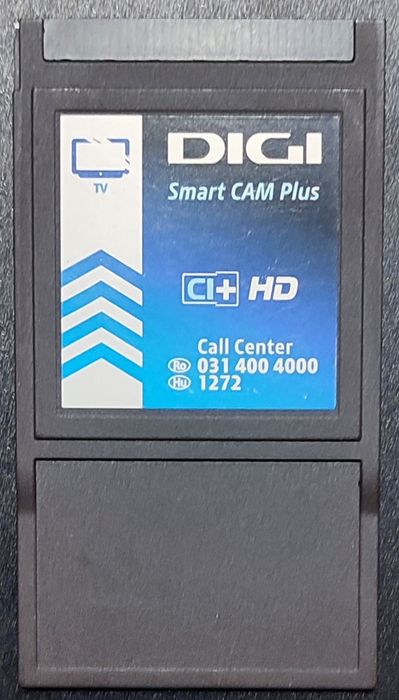 DIGI
TV
Smart CAM Plus
CI+ HD
Call Center
Ro 031 400 4000
Hu 1272